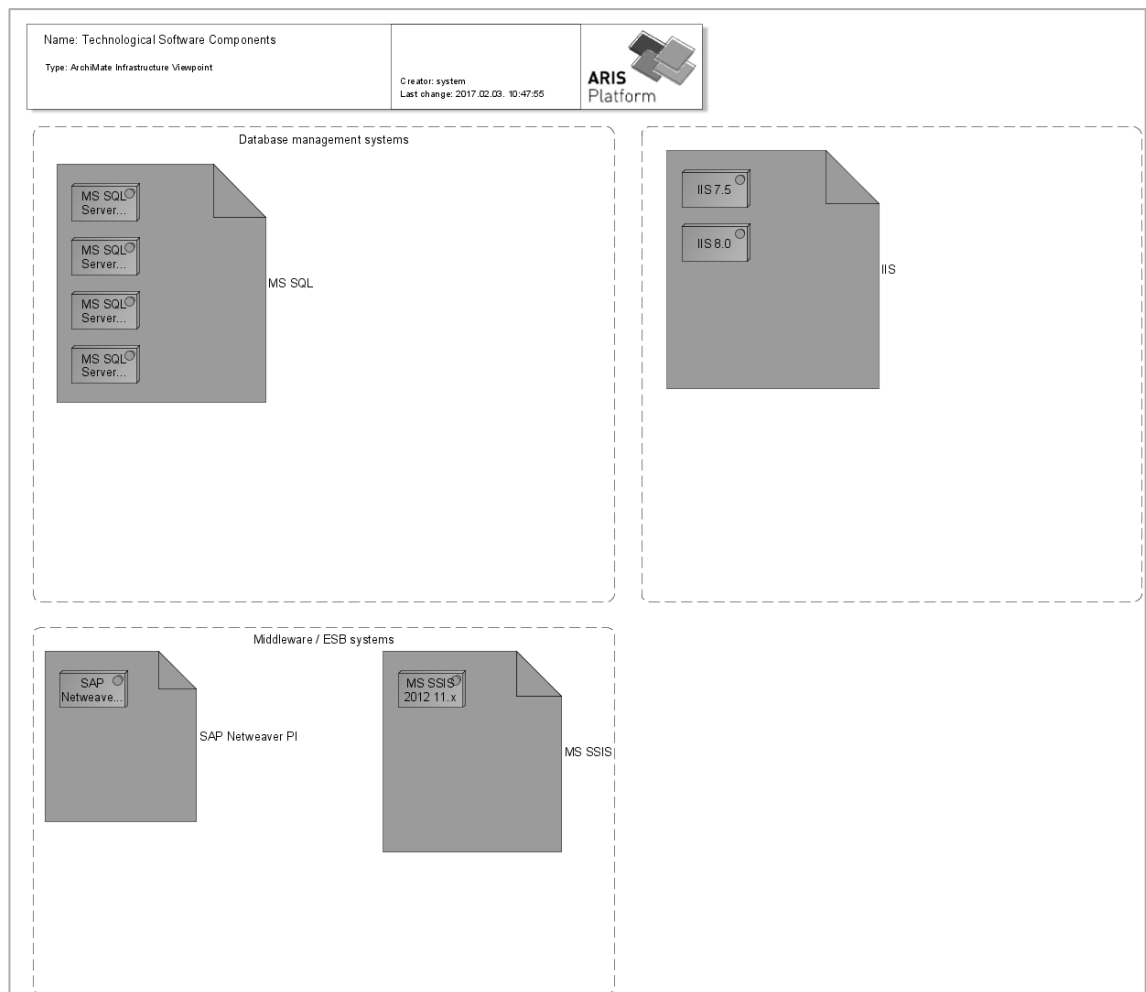 Name: Technological Software Components
Type: ArchiMate Infrastructure Viewpoint
Creator: system
Last change: 2017.02.03. 10:47:55
ARIS
Platform
Database management systems
MS SQL
Server...
MS SQL
Server...
MS SQL
Server...
MS SQL
Server...
MS SQL
IIS 7.5
IIS 8.0
IIS
Middleware / ESB systems
SAP
Netweave...
SAP Netweaver PI
MS SSIS
2012 11.x
MS SSIS